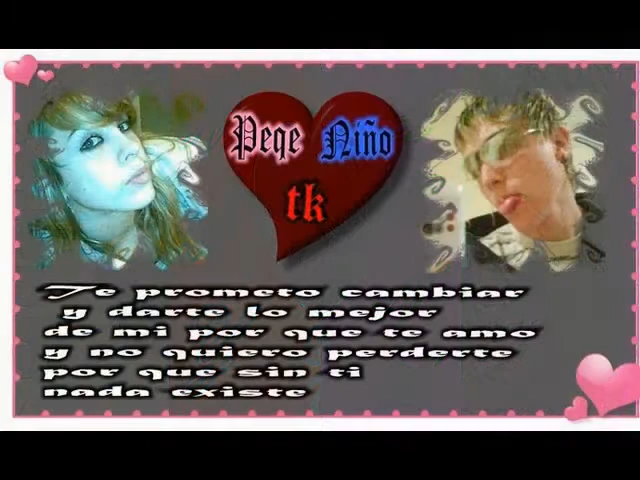 Peqe Niño
tk
Te prometo cambiar
y darte lo mejor
de mi por que te amo
y no quiero perderte
por que sin ti
nada existe